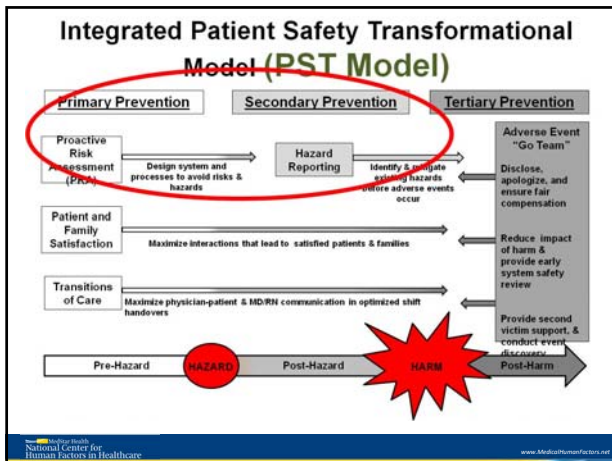 Integrated Patient Safety Transformational
Model (PST Model)
Primary Prevention
Secondary Prevention
Tertiary Prevention
Proactive
Risk
Assessment
(PRA)
Design system and
processes to avoid risks &
hazards
Hazard
Reporting
Identify & mitigate
existing hazards
before adverse events
occur
Adverse Event
"Go Team"
Disclose,
apologize, and
ensure fair
compensation
Patient and
Family
Satisfaction
Maximize interactions that lead to satisfied patients & families
Reduce impact
of harm &
provide early
system safety
review
Transitions
of Care
Maximize physician-patient & MD/RN communication in optimized shift
handovers
Provide second
victim support, &
conduct event
discovery
Pre-Hazard
HAZARD
Post-Hazard
HARM
Post-Harm
MedStar Health
National Center for
Human Factors in Healthcare
www.MedicalHumanFactors.net